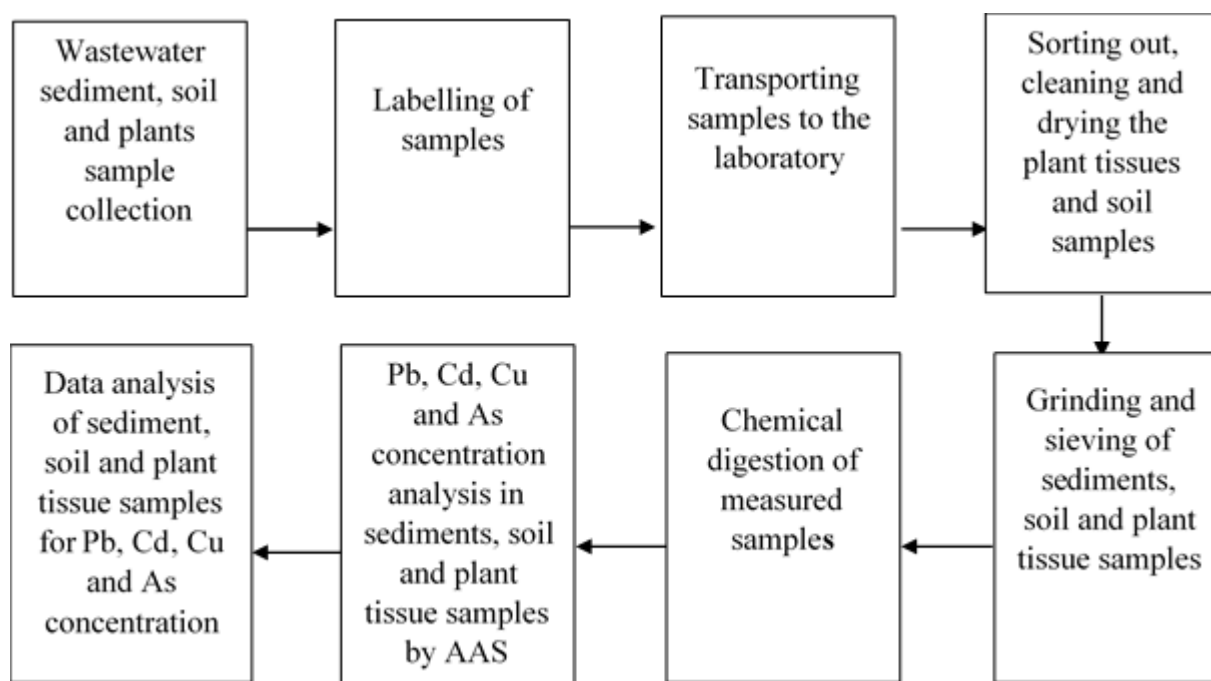 Wastewater
sediment, soil
and plants
sample
collection
Labelling of
samples
Transporting
samples to the
laboratory
Sorting out,
cleaning and
drying the
plant tissues
and soil
samples
Grinding and
sieving of
sediments,
soil and plant
tissue samples
Chemical
digestion of
measured
samples
Pb, Cd, Cu
and As
concentration
analysis in
sediments, soil
and plant
tissue samples
by AAS
Data analysis
of sediment,
soil and plant
tissue samples
for Pb, Cd, Cu
and As
concentration